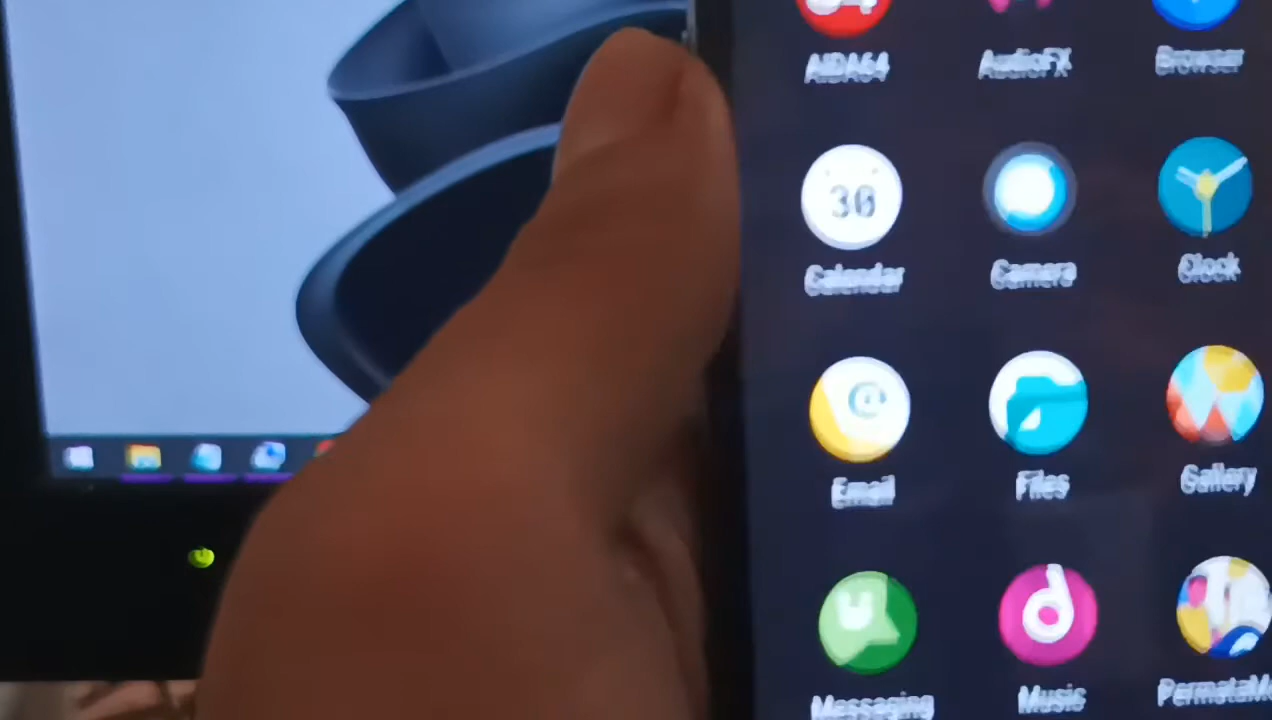 AIDA64 AudioFX Browser
30
Calendar Camera Clock
@
Email Files Gallery
Messaging Music PermataMo